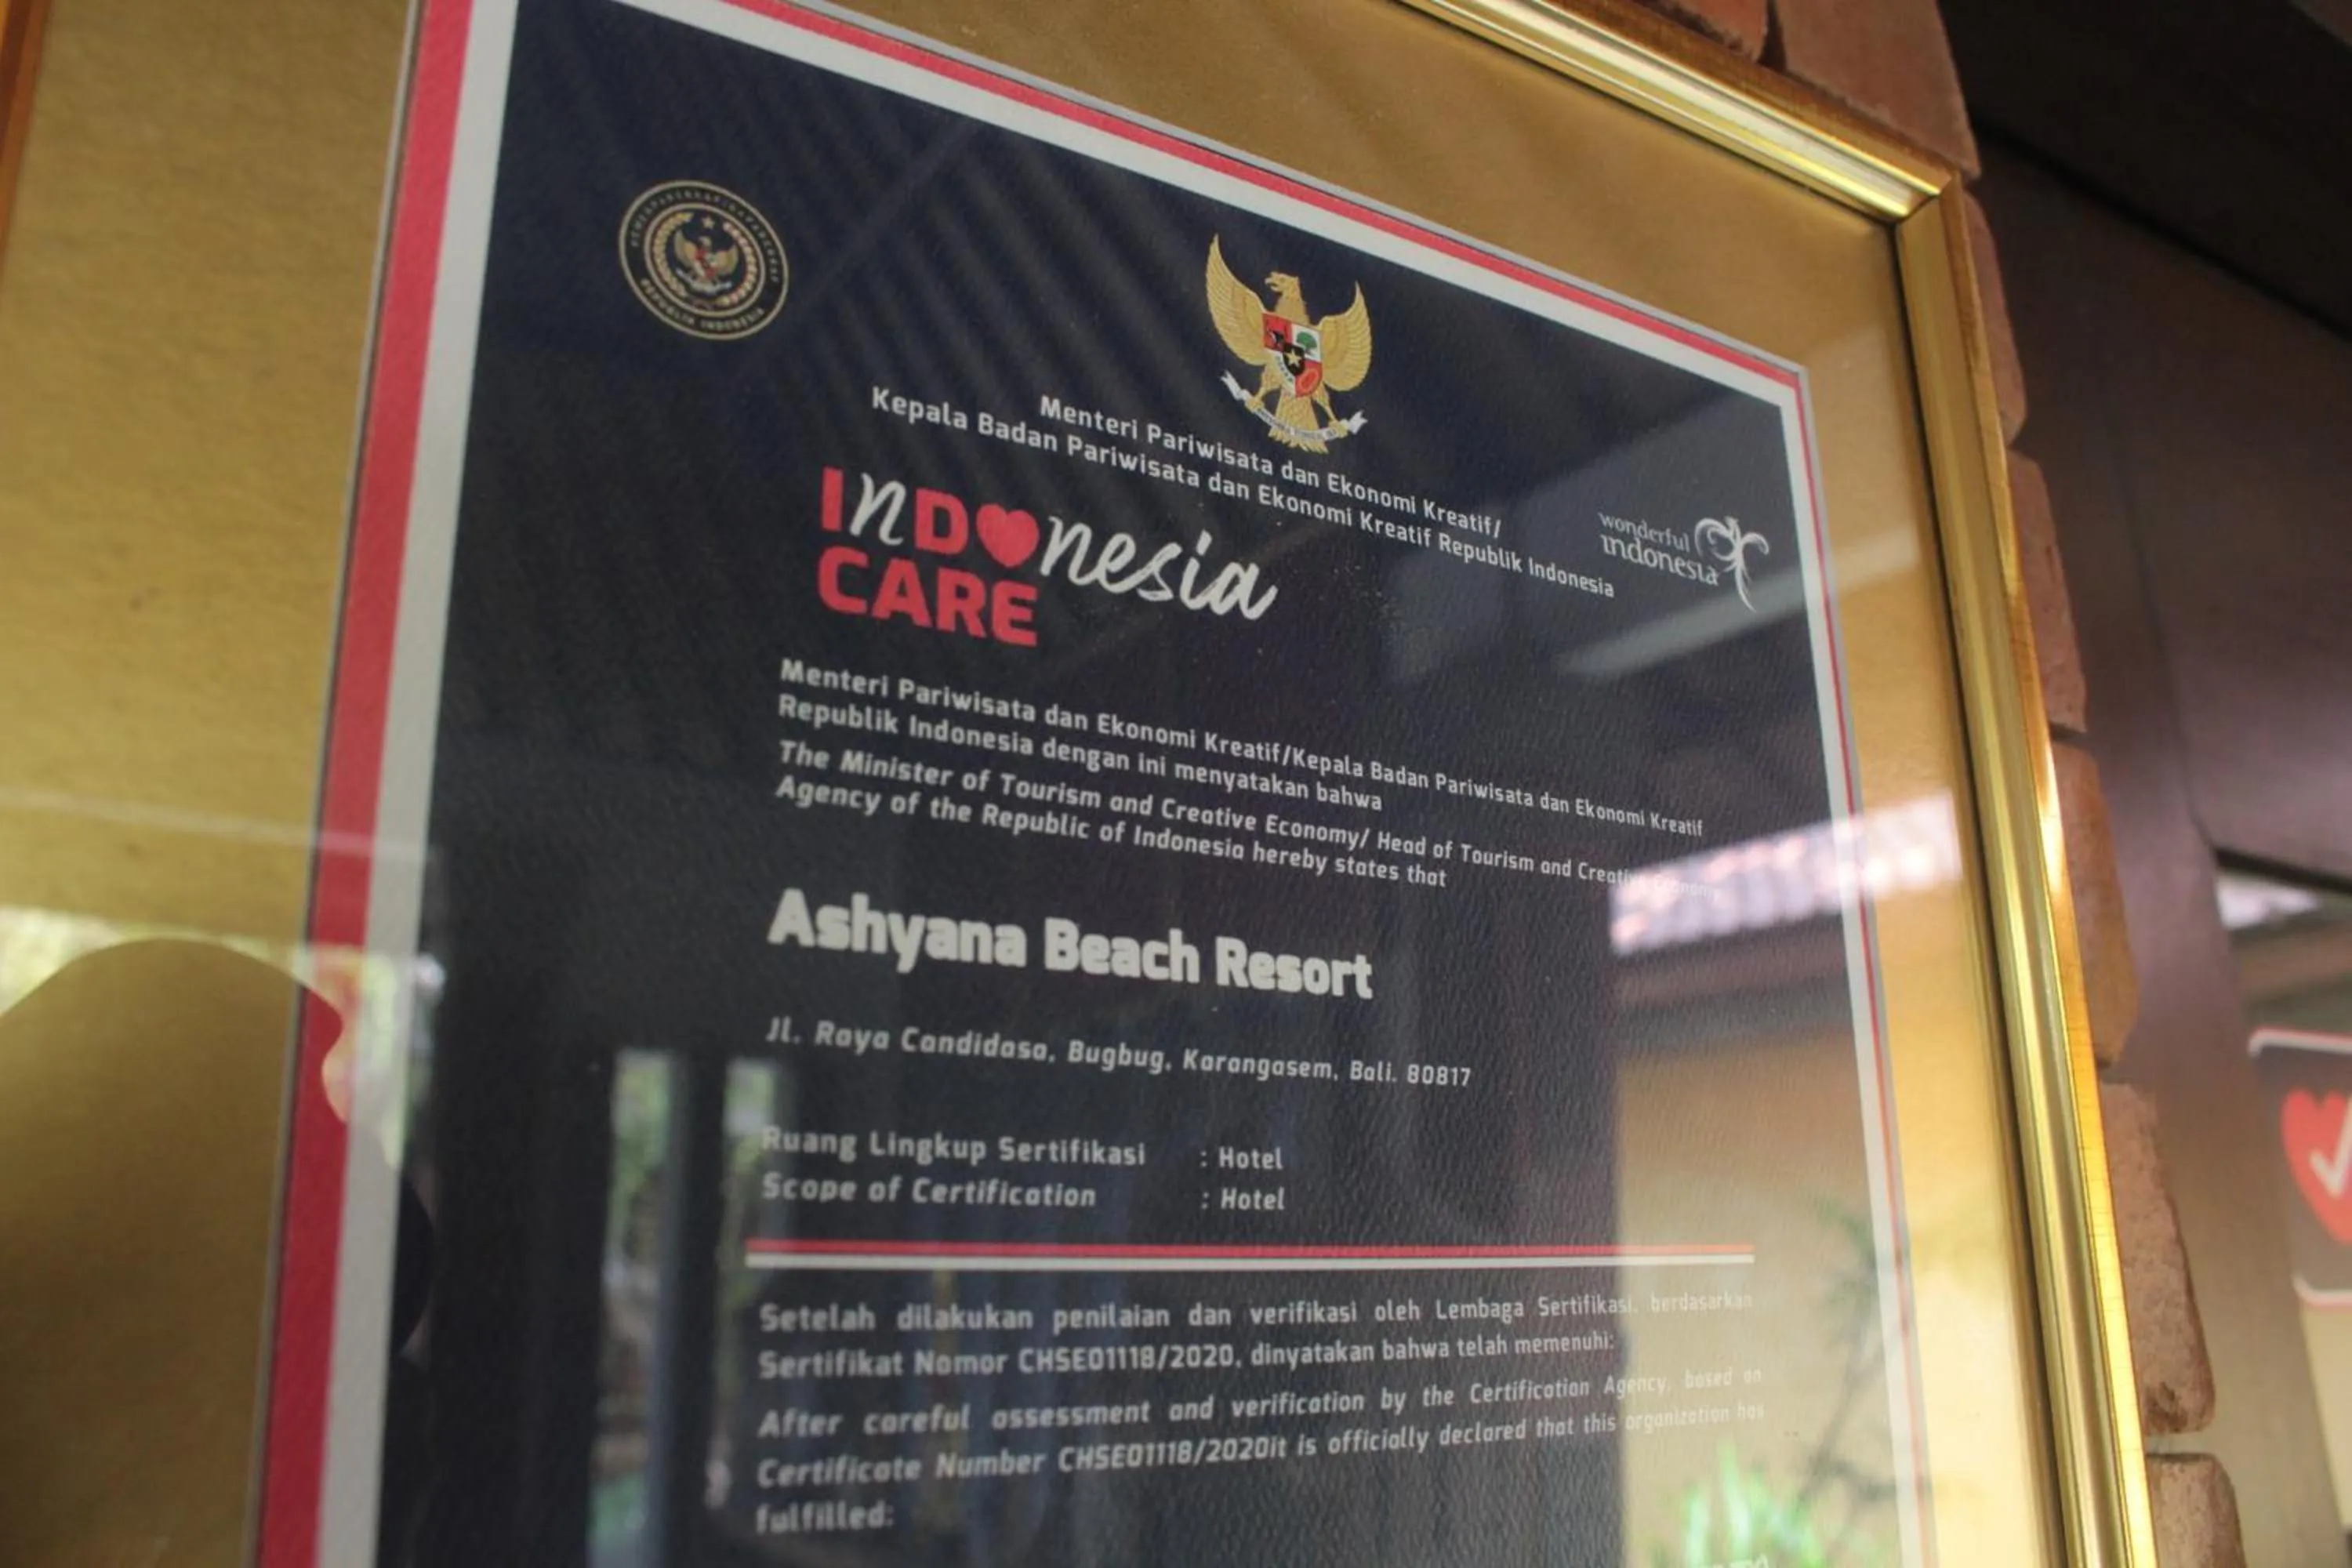 REPUBLIK INDONESIA
Menteri Pariwisata dan Ekonomi Kreatif/
Kepala Badan Pariwisata dan Ekonomi Kreatif Republik Indonesia
INDOnesia
CARE
wonderful
indonesia
Menteri Pariwisata dan Ekonomi Kreatif/Kepala Badan Pariwisata dan Ekonomi Kreatif
Republik Indonesia dengan ini menyatakan bahwa
The Minister of Tourism and Creative Economy/ Head of Tourism and Creative Economy
Agency of the Republic of Indonesia hereby states that
Ashyana Beach Resort
Jl. Raya Candidasa, Bugbug, Karangasem, Bali. 80817
Ruang Lingkup Sertifikasi : Hotel
Scope of Certification : Hotel
Setelah dilakukan penilaian dan verifikasi oleh Lembaga Sertifikasi, berdasarkan
Sertifikat Nomor CHSE01118/2020, dinyatakan bahwa telah memenuhi:
After careful assessment and verification by the Certification Agency, based on
Certificate Number CHSE01118/2020it is officially declared that this organization has
fulfilled: